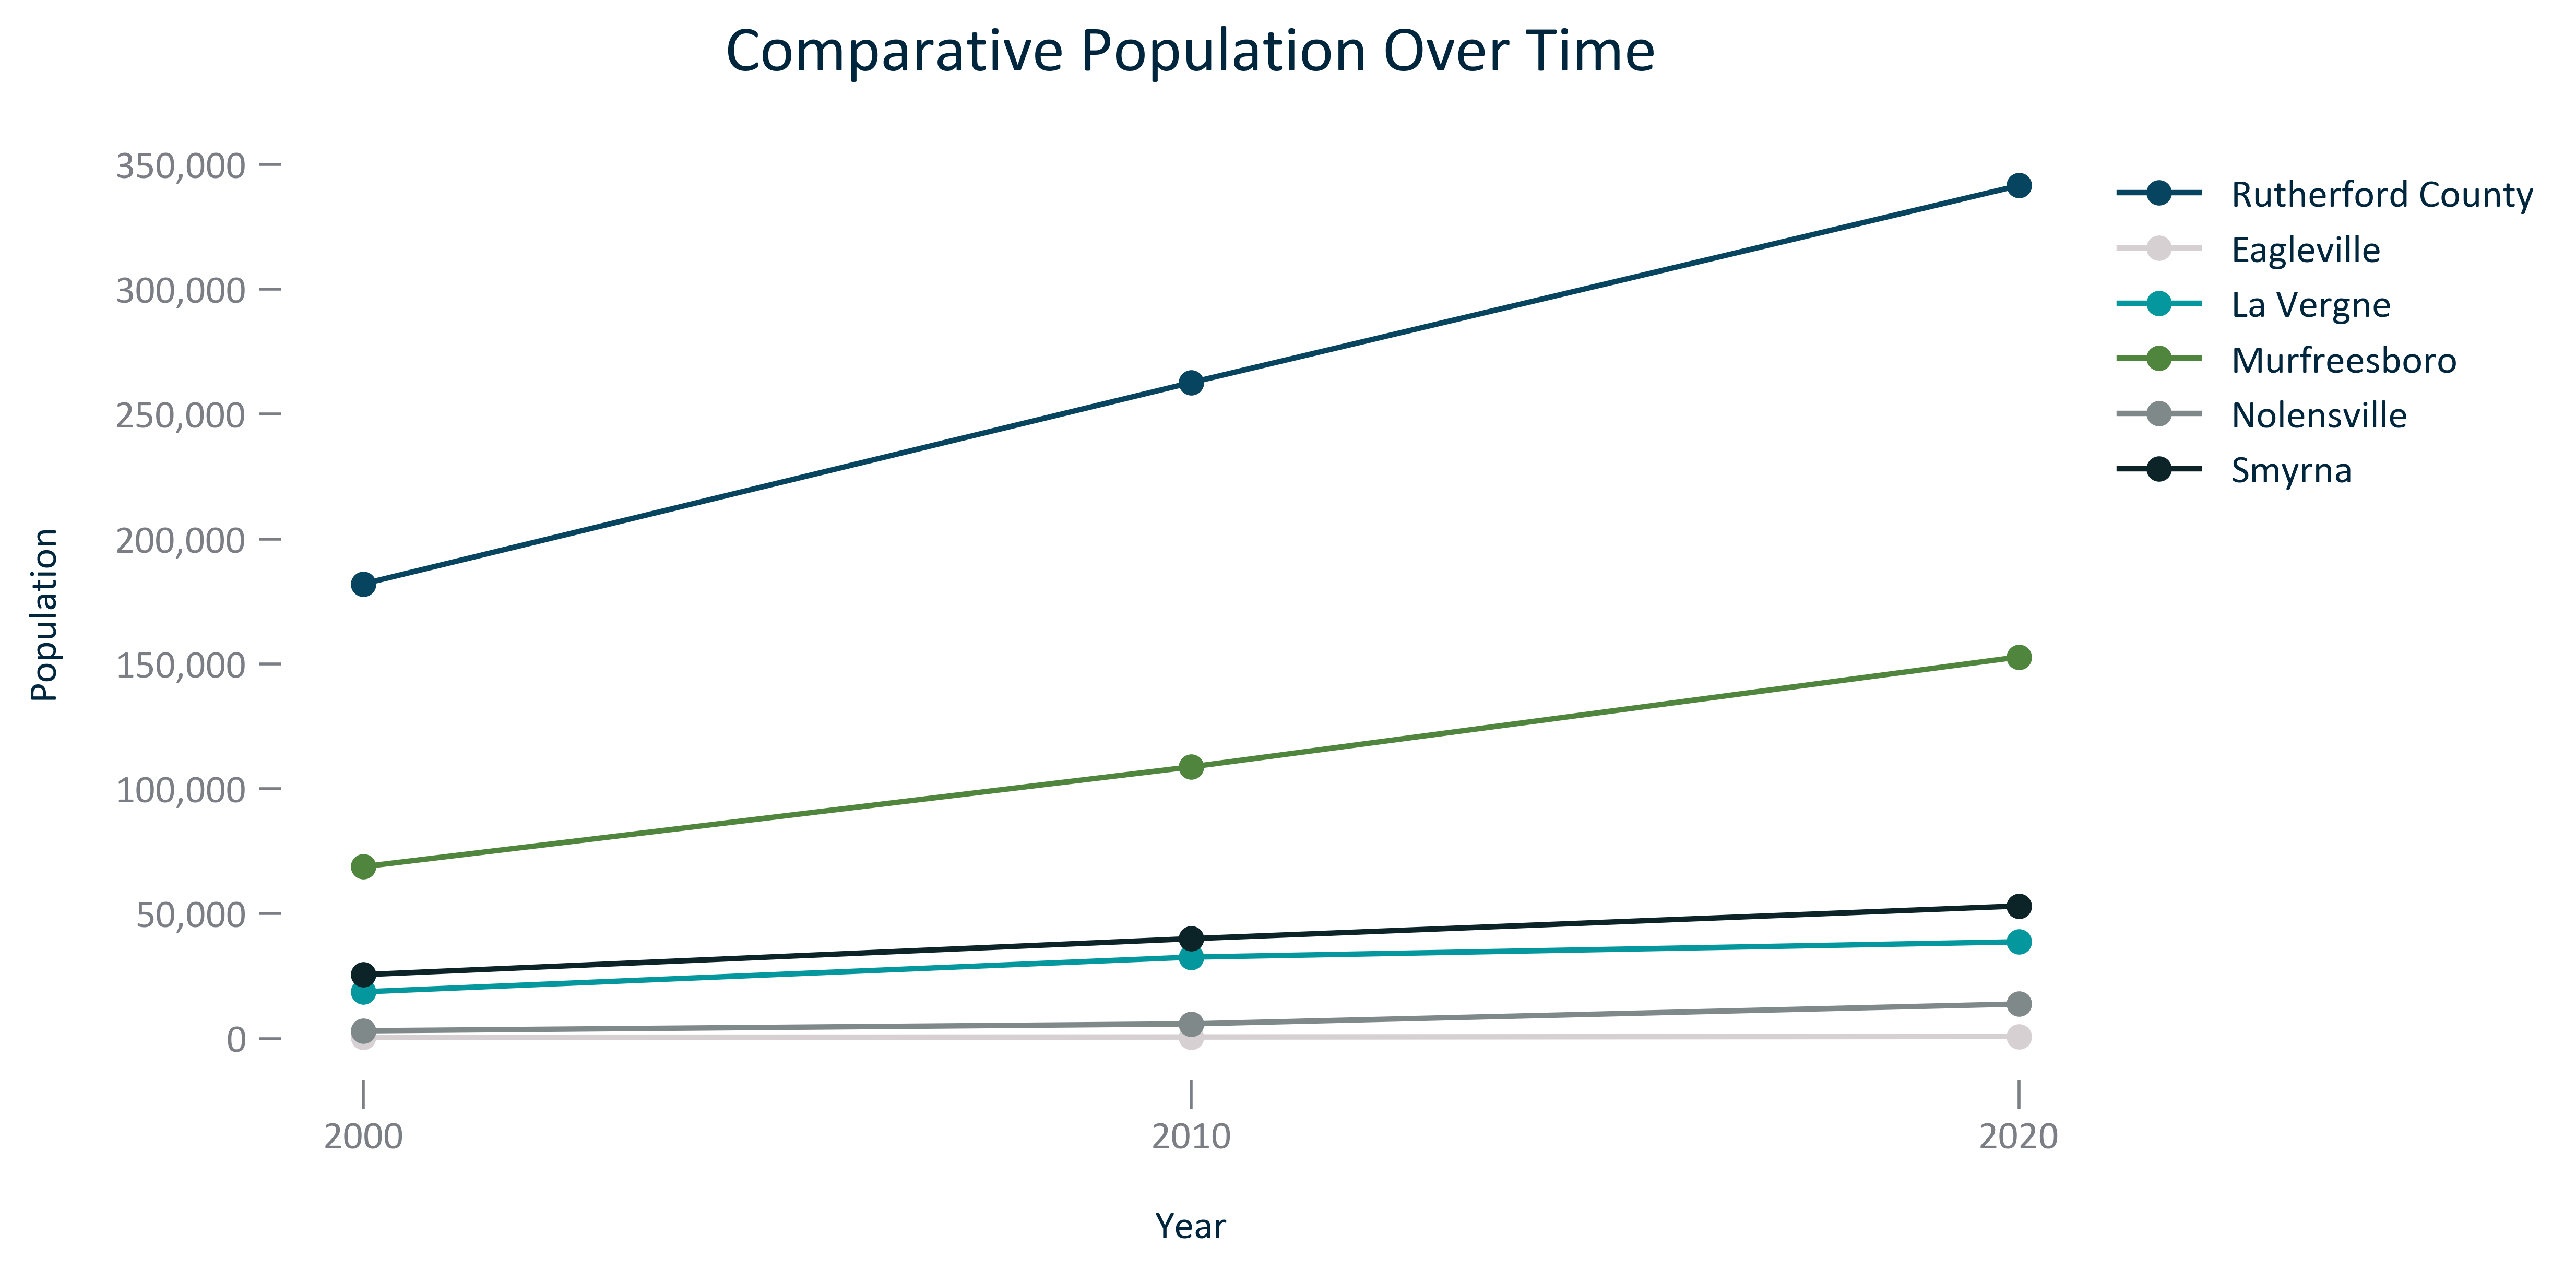 Comparative Population Over Time
350,000
300,000
250,000
200,000
150,000
100,000
50,000
0
Population
2000
2010
2020
Year
Rutherford County
Eagleville
La Vergne
Murfreesboro
Nolensville
Smyrna